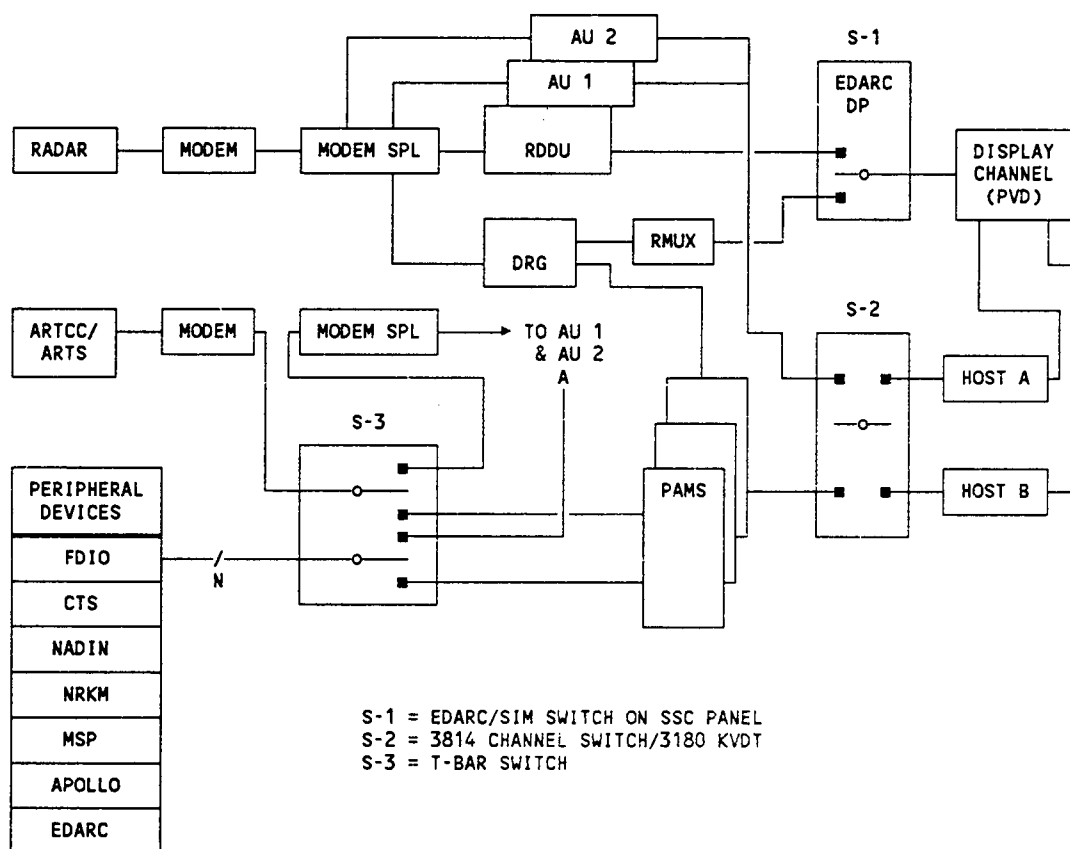 AU 2
S-1
AU 1
EDARC
DP
RADAR
MODEM
MODEM SPL
RDDU
DISPLAY
CHANNEL
(PVD)
DRG
RMUX
ARTCC/
ARTS
MODEM
MODEM SPL
TO AU 1
& AU 2
A
S-2
HOST A
S-3
PERIPHERAL
DEVICES
PAMS
HOST B
FDIO
N
CTS
NADIN
NRKM
MSP
APOLLO
EDARC
S-1 = EDARC/SIM SWITCH ON SSC PANEL
S-2 = 3814 CHANNEL SWITCH/3180 KVDT
S-3 = T-BAR SWITCH